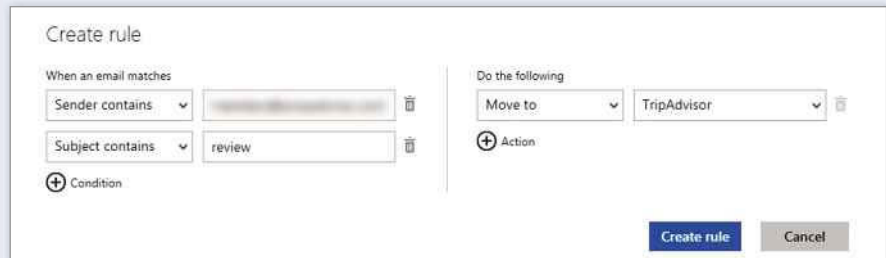 Create rule
When an email matches
Sender contains
Subject contains
review
Condition
Do the following
Move to
TripAdvisor
Action
Create rule
Cancel